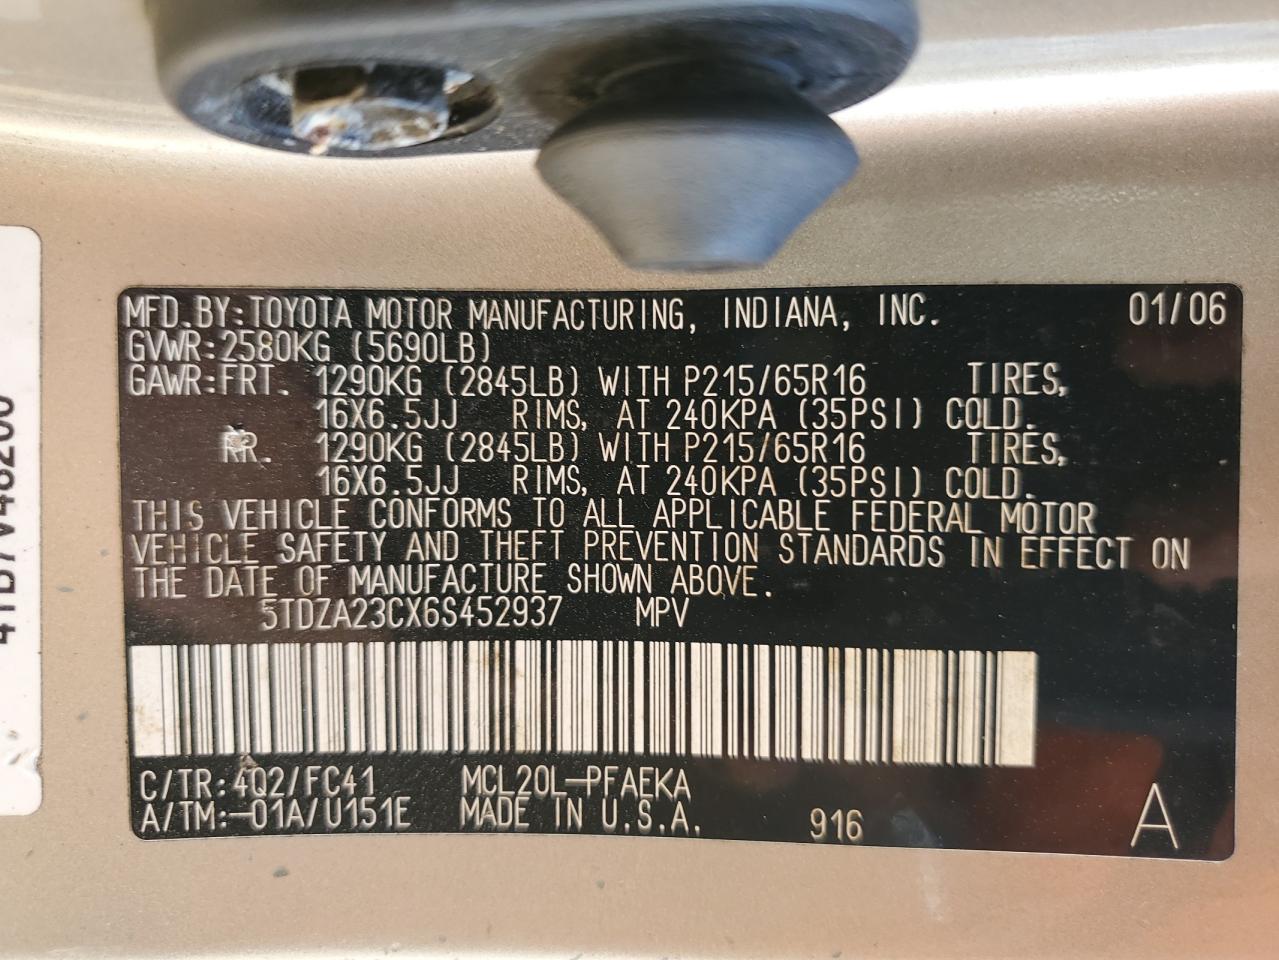 MFD.BY:TOYOTA MOTOR MANUFACTURING, INDIANA, INC. 01/06
GVWR:2580KG (5690LB)
GAWR:FRT. 1290KG (2845LB) WITH P215/65R16 TIRES,
16X6.5JJ RIMS, AT 240KPA (35PSI) COLD.
RR. 1290KG (2845LB) WITH P215/65R16 TIRES,
16X6.5JJ RIMS, AT 240KPA (35PSI) COLD.
THIS VEHICLE CONFORMS TO ALL APPLICABLE FEDERAL MOTOR
VEHICLE SAFETY AND THEFT PREVENTION STANDARDS IN EFFECT ON
THE DATE OF MANUFACTURE SHOWN ABOVE.
5TDZA23CX6S452937 MPV
C/TR:4Q2/FC41 MCL20L-PFAEKA
A/TM:-01A/U151E MADE IN U.S.A. 916 A